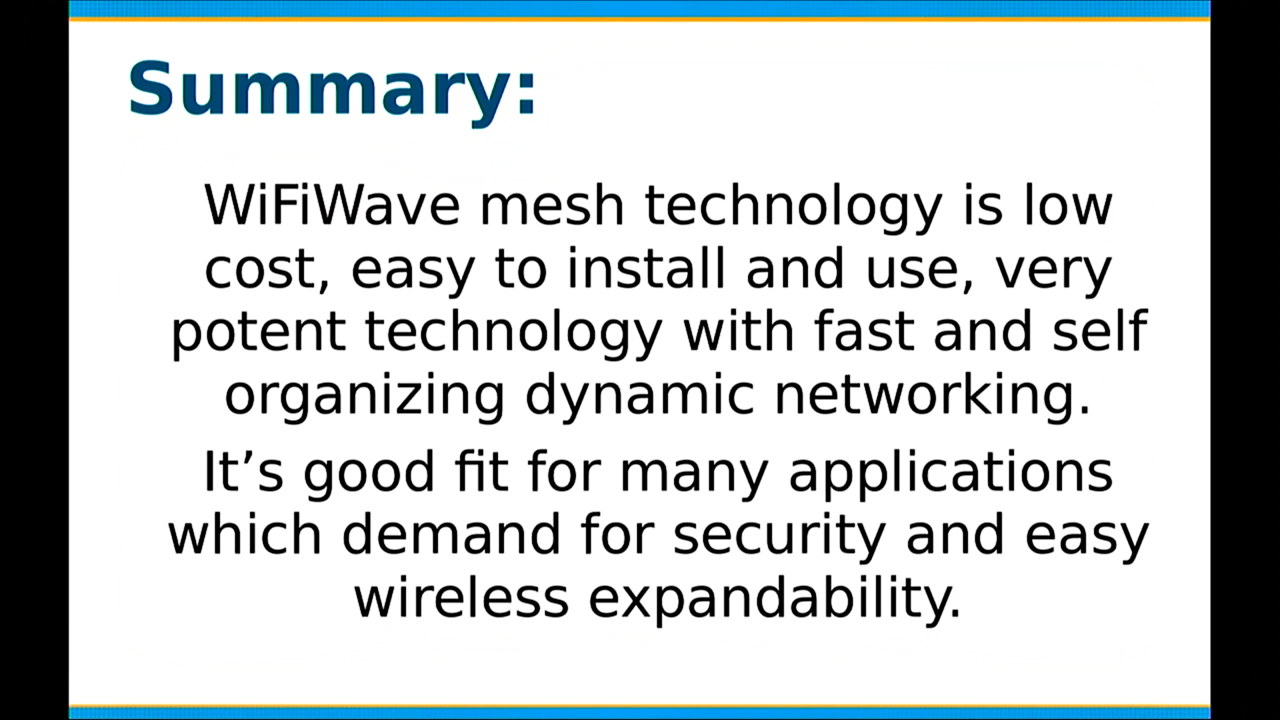 Summary:
WiFiWave mesh technology is low
cost, easy to install and use, very
potent technology with fast and self
organizing dynamic networking.
It’s good fit for many applications
which demand for security and easy
wireless expandability.